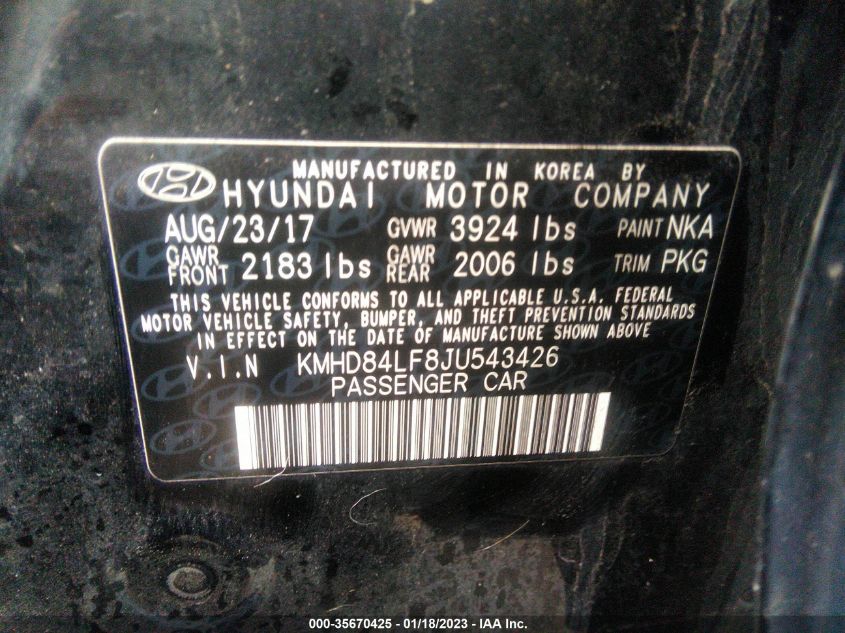 MANUFACTURED IN KOREA BY
HYUNDAI MOTOR COMPANY
AUG/23/17 GVWR 3924 lbs PAINT NKA
GAWR FRONT 2183 lbs GAWR REAR 2006 lbs TRIM PKG
THIS VEHICLE CONFORMS TO ALL APPLICABLE U.S.A. FEDERAL
MOTOR VEHICLE SAFETY, BUMPER, AND THEFT PREVENTION STANDARDS
IN EFFECT ON THE DATE OF MANUFACTURE SHOWN ABOVE
V.I.N KMHD84LF8JU543426
PASSENGER CAR
000-35670425 - 01/18/2023 - IAA Inc.